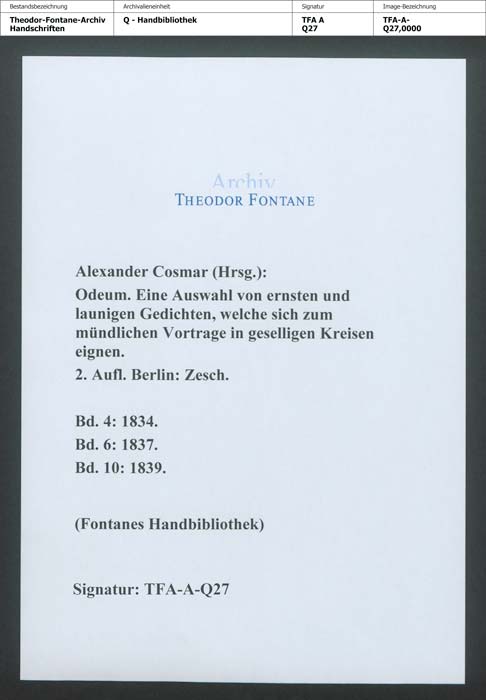 Bestandsbezeichnung Archivalieneinheit Signatur Image-Bezeichnung
Theodor-Fontane-Archiv Q - Handbibliothek TFA A TFA-A-
Handschriften Q27 Q27,0000
Archiv
THEODOR FONTANE
Alexander Cosmar (Hrsg.):
Odeum. Eine Auswahl von ernsten und
launigen Gedichten, welche sich zum
mündlichen Vortrage in geselligen Kreisen
eignen.
2. Aufl. Berlin: Zesch.
Bd. 4: 1834.
Bd. 6: 1837.
Bd. 10: 1839.
(Fontanes Handbibliothek)
Signatur: TFA-A-Q27